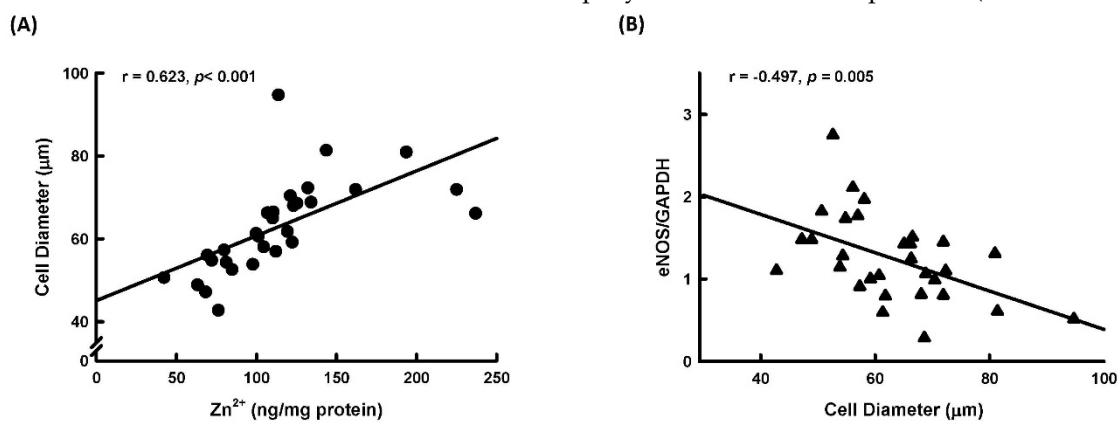 (A)
r = 0.623, p< 0.001
100
80
60
40
0
Cell Diameter (µm)
0 50 100 150 200 250
Zn2+ (ng/mg protein)
(B)
r = -0.497, p = 0.005
3
2
1
0
eNOS/GAPDH
40 60 80 100
Cell Diameter (µm)